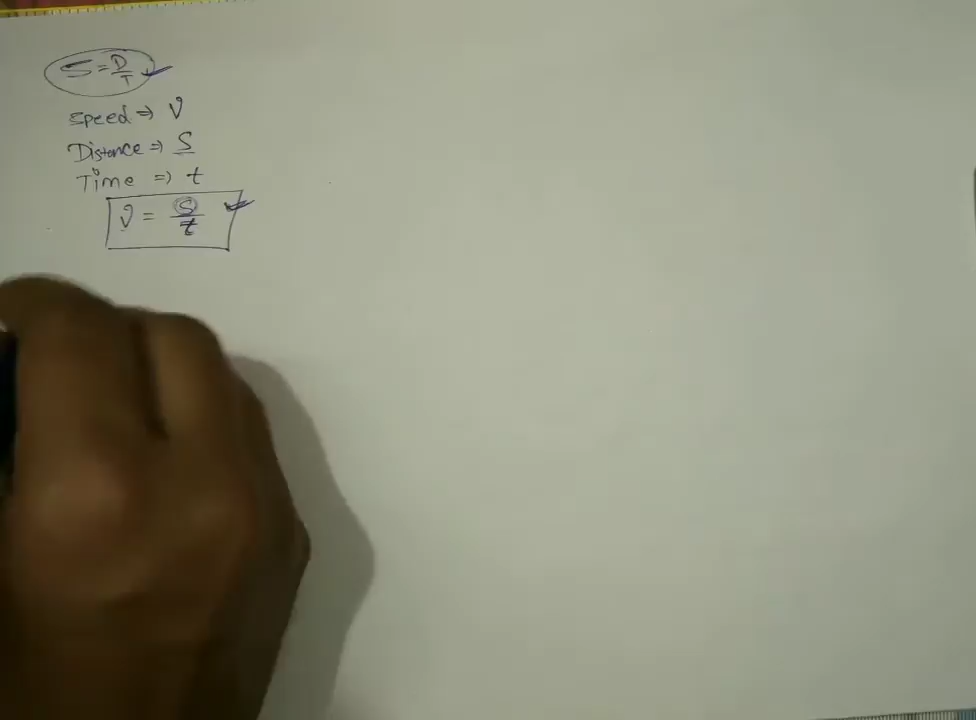 S = D/T ✓
Speed => V
Distance => S
Time => t
V = S/t ✓